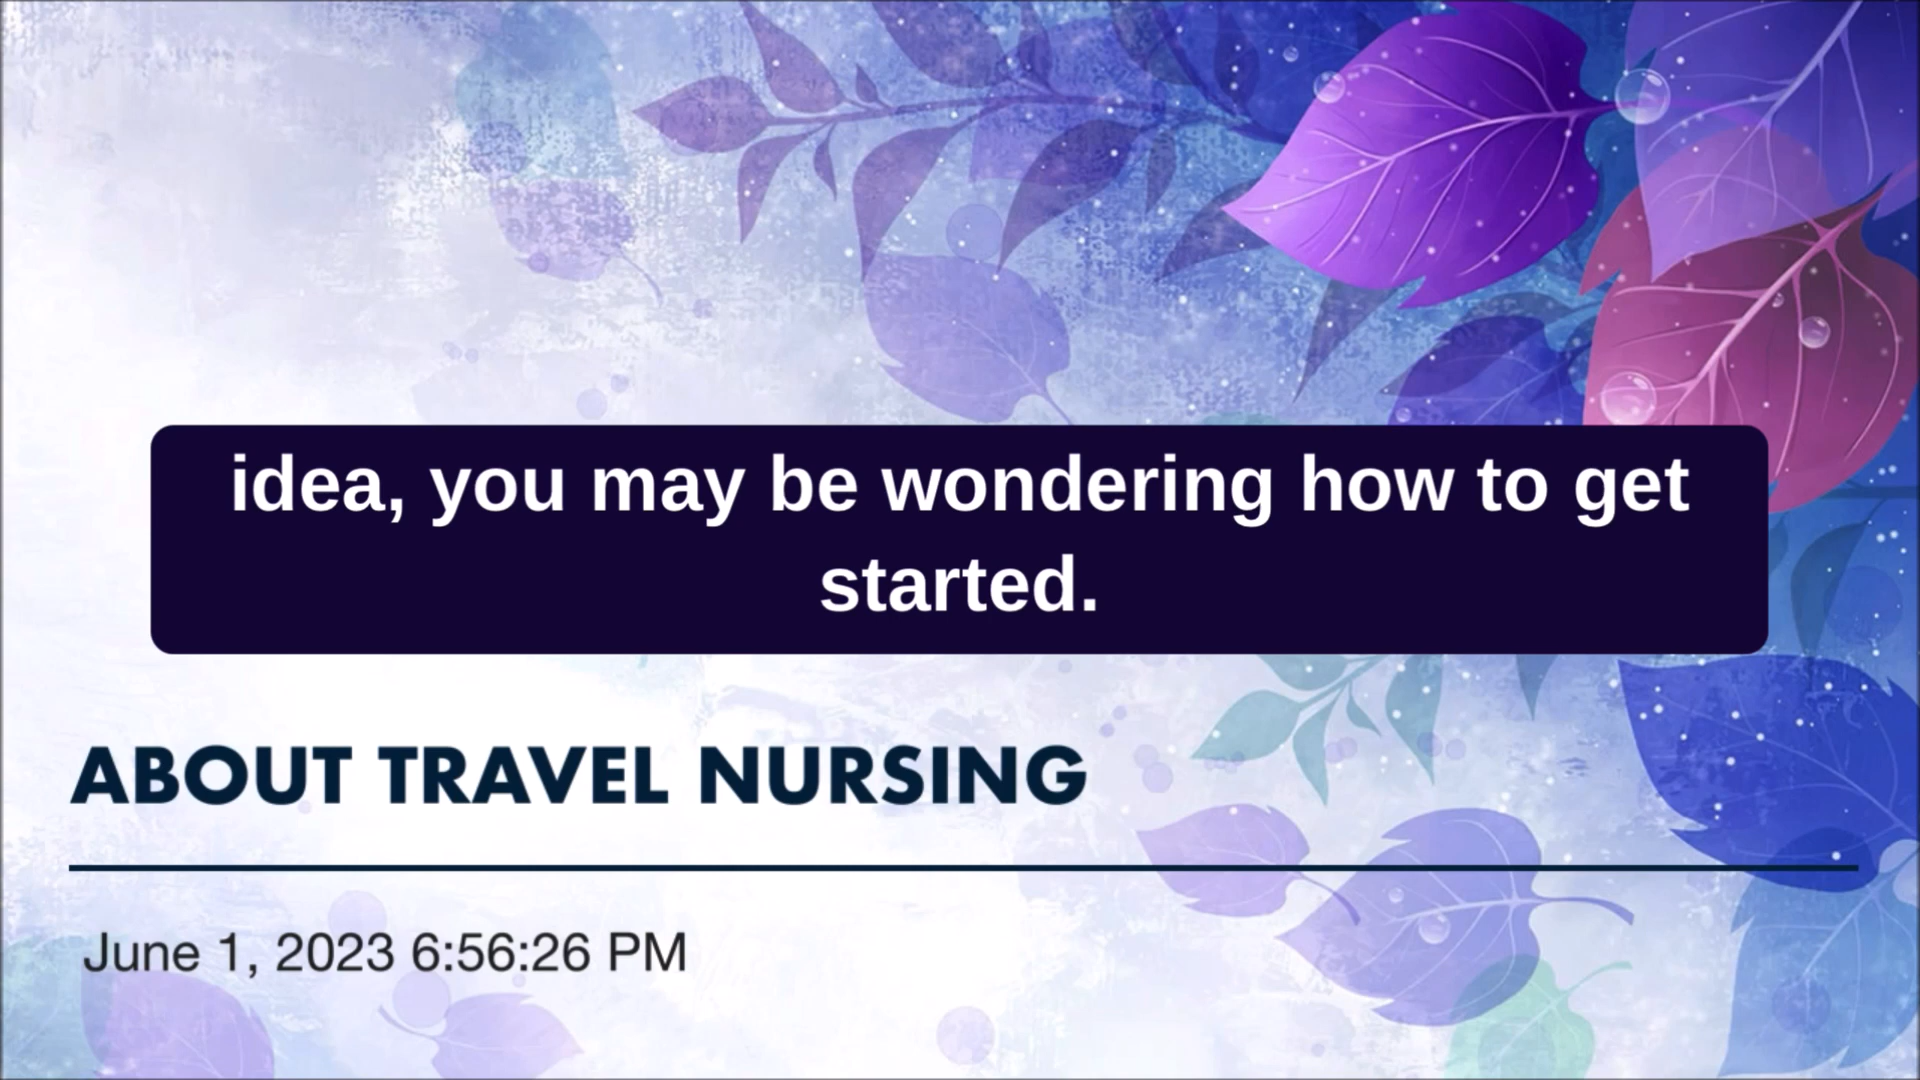 idea, you may be wondering how to get
started.
ABOUT TRAVEL NURSING
June 1, 2023 6:56:26 PM